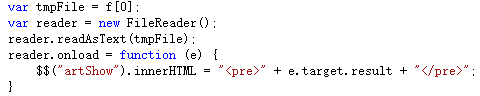 var tmpFile = f[0];
var reader = new FileReader();
reader.readAsText(tmpFile);
reader.onload = function (e) {
    $$("artShow").innerHTML = "<pre>" + e.target.result + "</pre>";
}